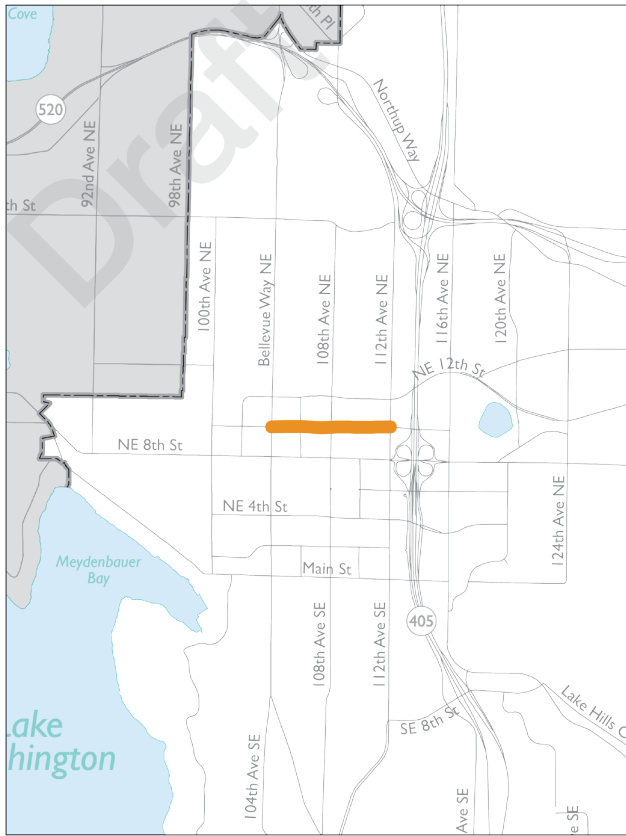 Cove
th Pl
520
92nd Ave NE
98th Ave NE
Northup Way
th St
Draft
100th Ave NE
Bellevue Way NE
108th Ave NE
112th Ave NE
116th Ave NE
120th Ave NE
NE 12th St
NE 8th St
NE 4th St
124th Ave NE
Meydenbauer
Bay
Main St
108th Ave SE
112th Ave SE
405
Lake Hills C
SE 8th St
Lake
hington
104th Ave SE
Ave SE
e SE